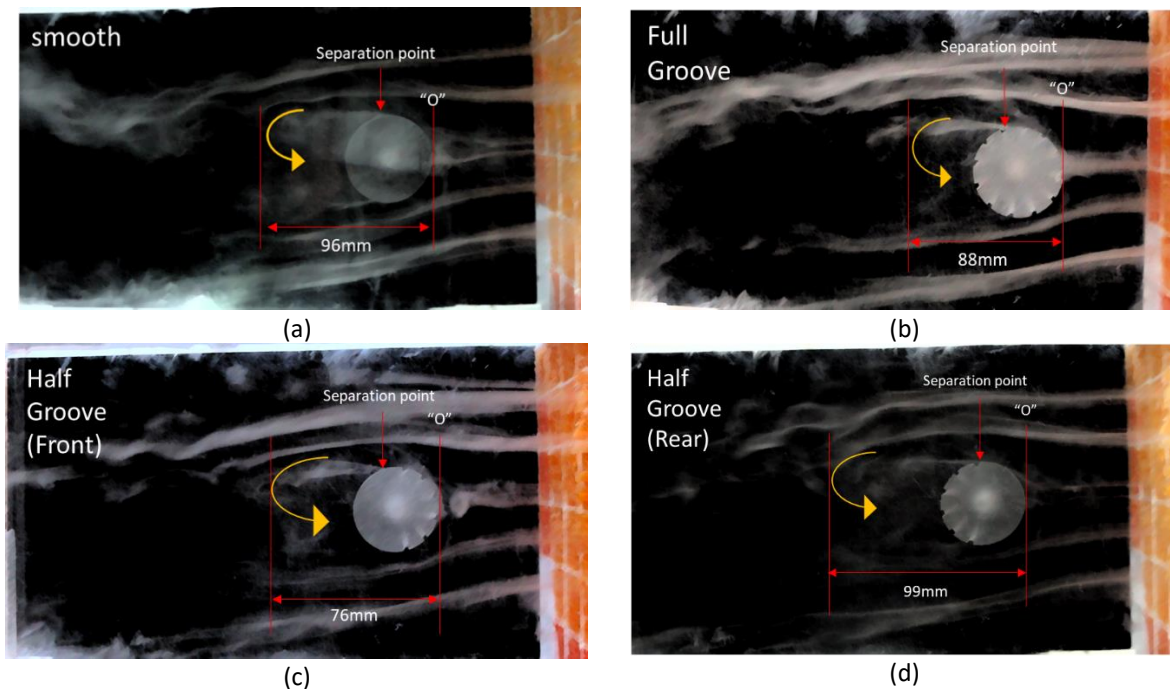 smooth
Separation point
“O”
96mm
(a)
Full
Groove
Separation point
“O”
88mm
(b)
Half
Groove
(Front)
Separation point
“O”
76mm
(c)
Half
Groove
(Rear)
Separation point
“O”
99mm
(d)